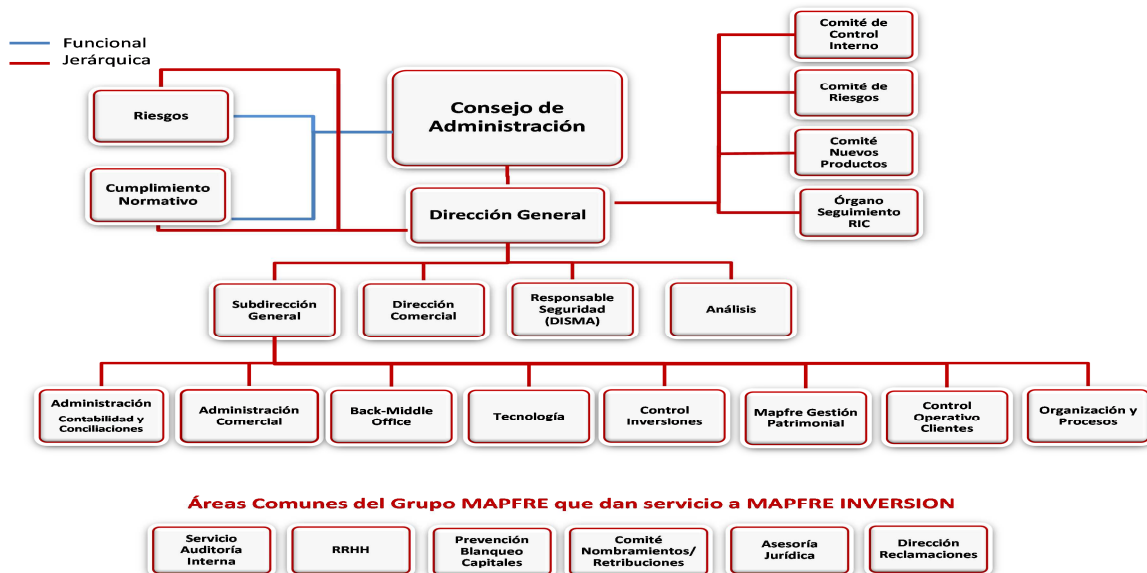 Funcional
Jerárquica
Riesgos
Cumplimiento
Normativo
Consejo de
Administración
Dirección General
Comité de
Control
Interno
Comité de
Riesgos
Comité
Nuevos
Productos
Órgano
Seguimiento
RIC
Subdirección
General
Dirección
Comercial
Responsable
Seguridad
(DISMA)
Análisis
Administración
Contabilidad y
Conciliaciones
Administración
Comercial
Back-Middle
Office
Tecnología
Control
Inversiones
Mapfre Gestión
Patrimonial
Control
Operativo
Clientes
Organización y
Procesos
Áreas Comunes del Grupo MAPFRE que dan servicio a MAPFRE INVERSION
Servicio
Auditoría
Interna
RRHH
Prevención
Blanqueo
Capitales
Comité
Nombramientos/
Retribuciones
Asesoría
Jurídica
Dirección
Reclamaciones